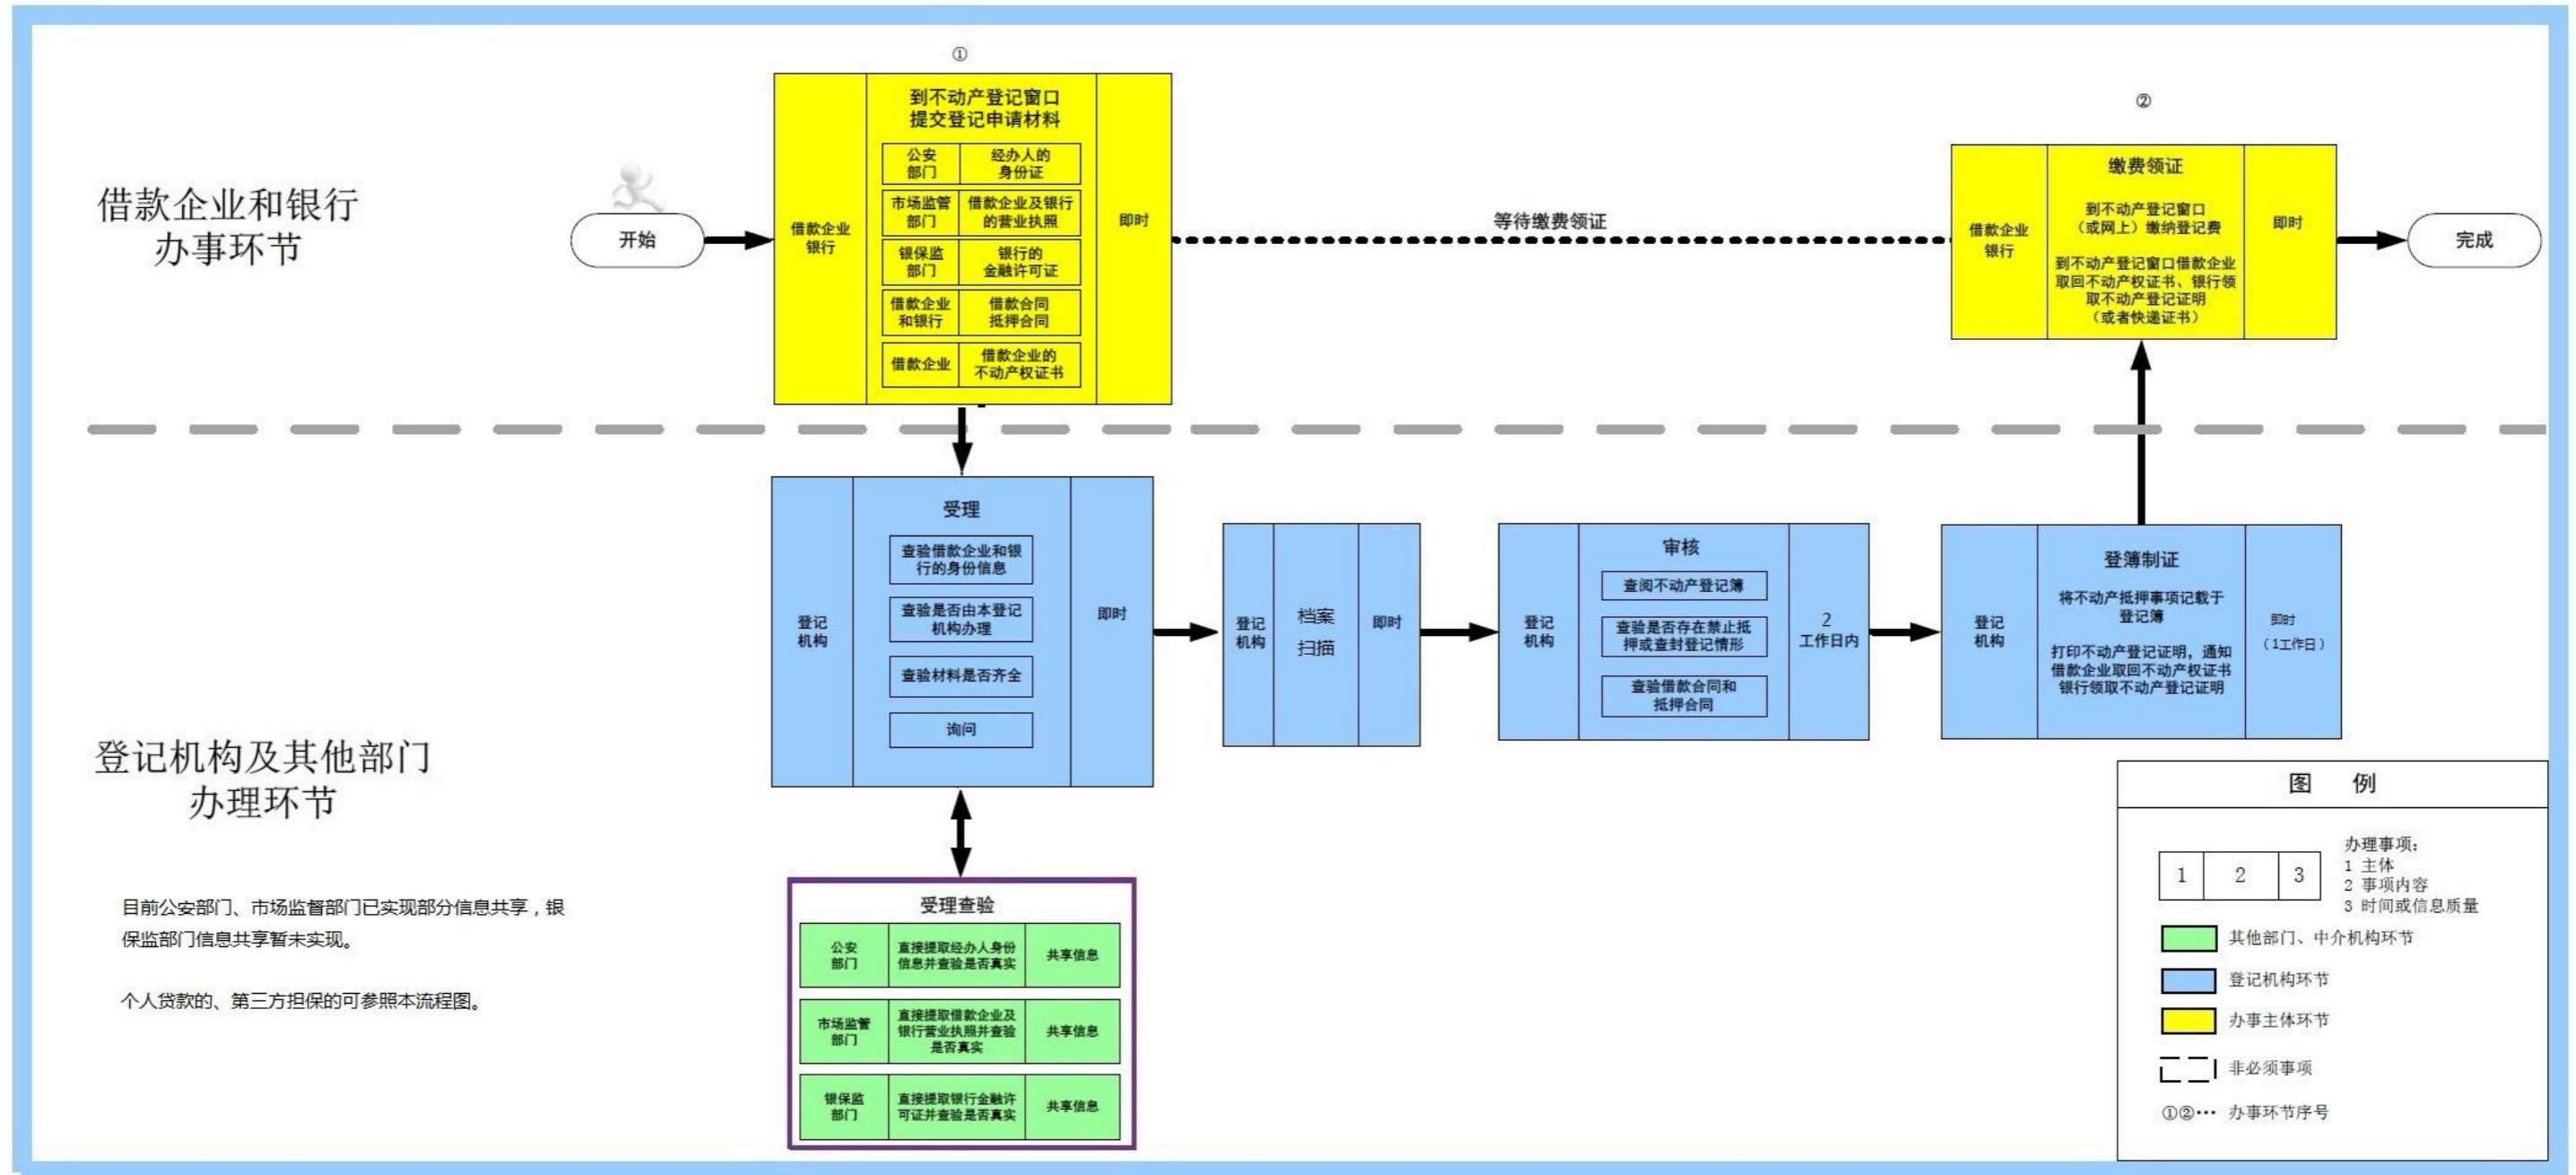 ①
借款企业和银行
办事环节
开始
借款企业
银行
到不动产登记窗口
提交登记申请材料
公安
部门
经办人的
身份证
市场监管
部门
借款企业及银行
的营业执照
银保监
部门
银行的
金融许可证
借款企业
和银行
借款合同
抵押合同
借款企业
借款企业的
不动产权证书
即时
等待缴费领证
②
借款企业
银行
缴费领证
到不动产登记窗口
（或网上）缴纳登记费
到不动产登记窗口借款企业
取回不动产权证书、银行领
取不动产登记证明
（或者快递证书）
即时
完成
登记机构及其他部门
办理环节
登记
机构
受理
查验借款企业和银
行的身份信息
查验是否由本登记
机构办理
查验材料是否齐全
询问
即时
登记
机构
档案
扫描
即时
登记
机构
审核
查阅不动产登记簿
查验是否存在禁止抵
押或查封登记情形
查验借款合同和
抵押合同
2
工作日内
登记
机构
登簿制证
将不动产抵押事项记载于
登记簿
打印不动产登记证明，通知
借款企业取回不动产权证书
银行领取不动产登记证明
即时
（1工作日）
受理查验
公安
部门
直接提取经办人身份
信息并查验是否真实
共享信息
市场监管
部门
直接提取借款企业及
银行营业执照并查验
是否真实
共享信息
银保监
部门
直接提取银行金融许
可证并查验是否真实
共享信息
目前公安部门、市场监督部门已实现部分信息共享，银
保监部门信息共享暂未实现。
个人贷款的、第三方担保的可参照本流程图。
图 例
1
2
3
办理事项：
1 主体
2 事项内容
3 时间或信息质量
其他部门、中介机构环节
登记机构环节
办事主体环节
非必须事项
①②… 办事环节序号